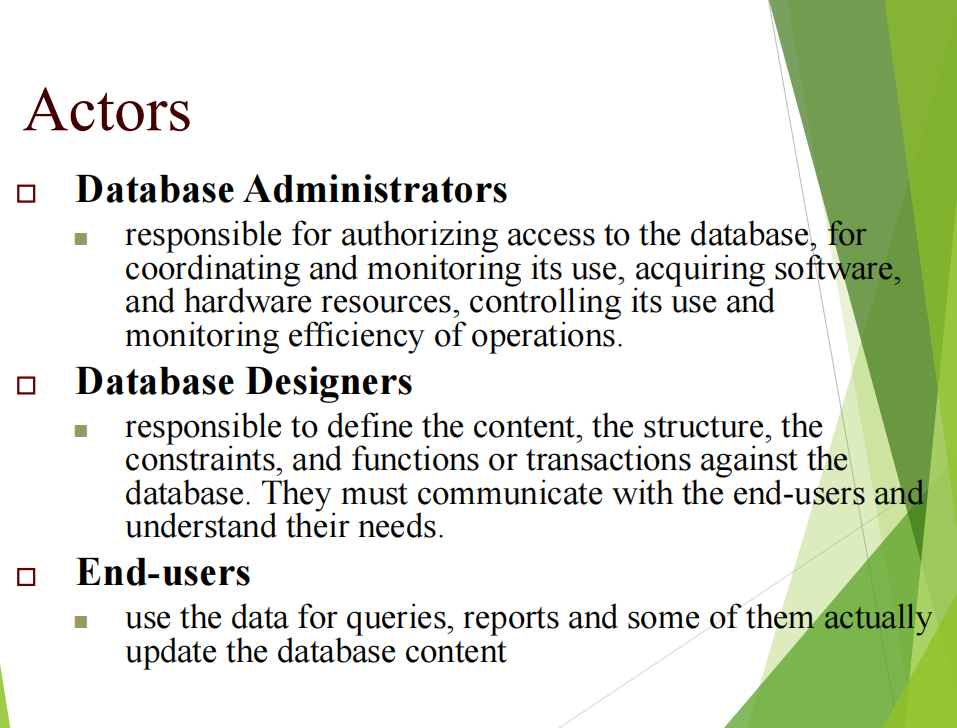 Actors
Database Administrators
responsible for authorizing access to the database, for
coordinating and monitoring its use, acquiring software,
and hardware resources, controlling its use and
monitoring efficiency of operations.
Database Designers
responsible to define the content, the structure, the
constraints, and functions or transactions against the
database. They must communicate with the end-users and
understand their needs.
End-users
use the data for queries, reports and some of them actually
update the database content